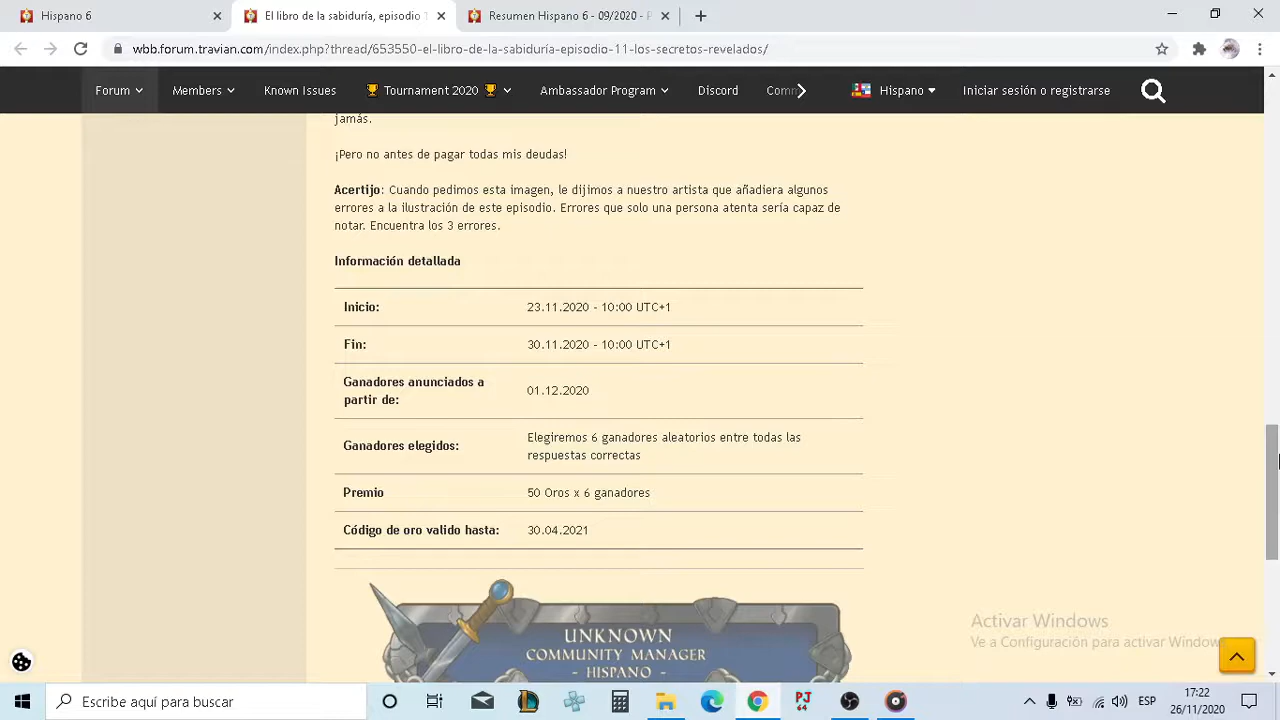 Hispano 6
El libro de la sabiduría, episodio 1
Resumen Hispano 6 - 09/2020 - F
wbb.forum.travian.com/index.php?thread/653550-el-libro-de-la-sabiduria-episodio-11-los-secretos-revelados/
Forum Members Known Issues Tournament 2020 Ambassador Program Discord Comm Hispano Iniciar sesión o registrarse
jamás.
¡Pero no antes de pagar todas mis deudas!
Acertijo: Cuando pedimos esta imagen, le dijimos a nuestro artista que añadiera algunos
errores a la ilustración de este episodio. Errores que solo una persona atenta sería capaz de
notar. Encuentra los 3 errores.
Información detallada
Inicio: 23.11.2020 - 10:00 UTC+1
Fin: 30.11.2020 - 10:00 UTC+1
Ganadores anunciados a
partir de:
01.12.2020
Ganadores elegidos:
Elegiremos 6 ganadores aleatorios entre todas las
respuestas correctas
Premio 50 Oros x 6 ganadores
Código de oro valido hasta: 30.04.2021
UNKNOWN
COMMUNITY MANAGER
- HISPANO -
Activar Windows
Ve a Configuración para activar Windows.
Escribe aquí para buscar
PJ
64
ESP
17:22
26/11/2020